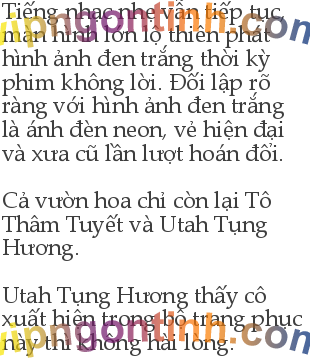 Tiếng nhạc nhẹ vẫn tiếp tục,
màn hình lớn lộ thiên phát
hình ảnh đen trắng thời kỳ
phim không lời. Đối lập rõ
ràng với hình ảnh đen trắng
là ánh đèn neon, vẻ hiện đại
và xưa cũ lần lượt hoán đổi.
Cả vườn hoa chỉ còn lại Tô
Thâm Tuyết và Utah Tụng
Hương.
Utah Tụng Hương thấy cô
xuất hiện trong bộ trang phục
này thì không hài lòng.
vipngontinh.com
vipngontinh.com